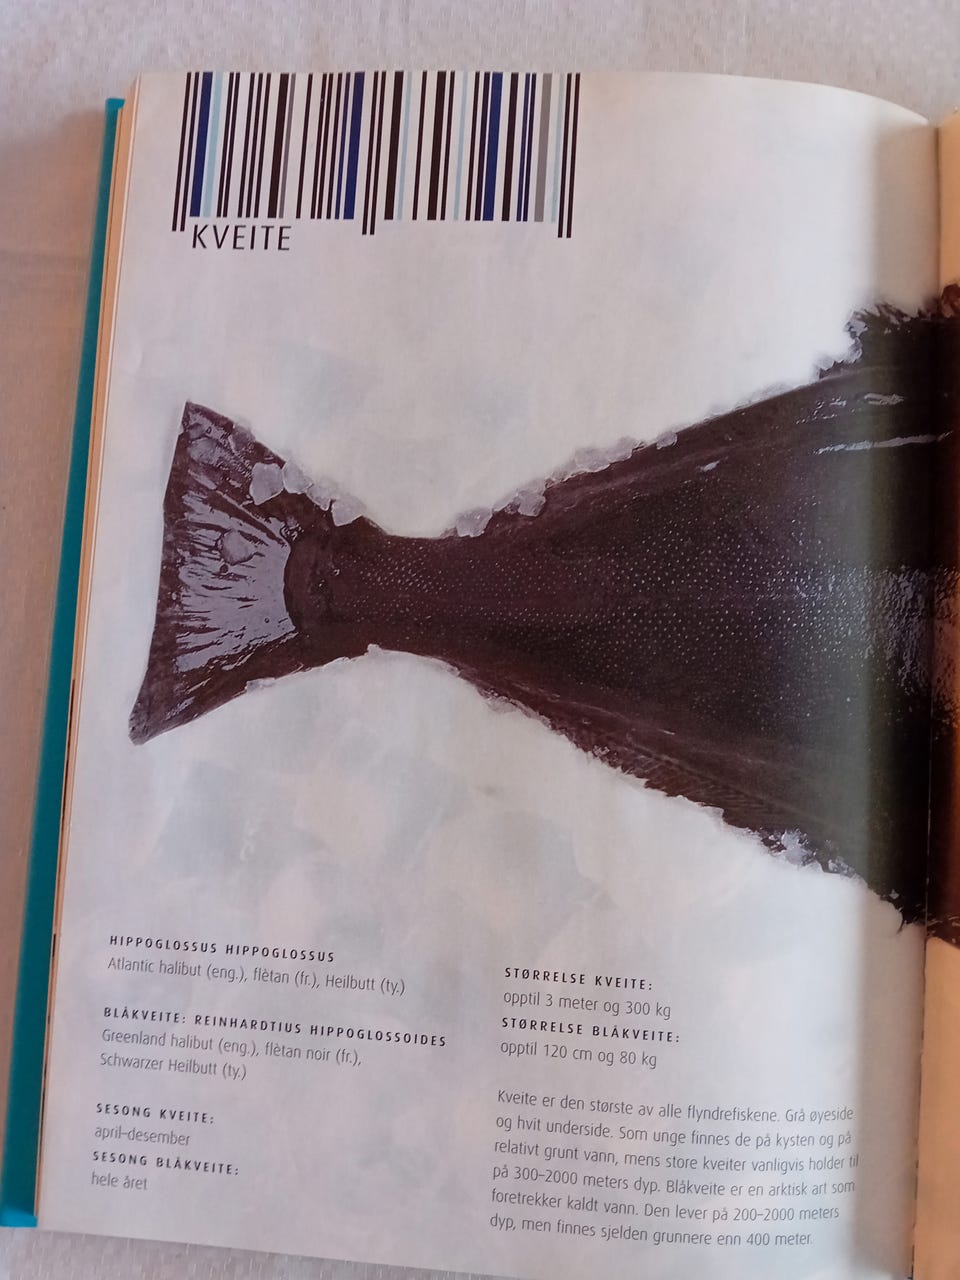 KVEITE
HIPPOGLOSSUS HIPPOGLOSSUS
Atlantic halibut (eng.), flètan (fr.), Heilbutt (ty.)
BLÅKVEITE: REINHARDTIUS HIPPOGLOSSOIDES
Greenland halibut (eng.), flètan noir (fr.),
Schwarzer Heilbutt (ty.)
SESONG KVEITE:
april–desember
SESONG BLÅKVEITE:
hele året
STØRRELSE KVEITE:
opptil 3 meter og 300 kg
STØRRELSE BLÅKVEITE:
opptil 120 cm og 80 kg
Kveite er den største av alle flyndrefiskene. Grå øyeside
og hvit underside. Som unge finnes de på kysten og på
relativt grunt vann, mens store kveiter vanligvis holder til
på 300–2000 meters dyp. Blåkveite er en arktisk art som
foretrekker kaldt vann. Den lever på 200–2000 meters
dyp, men finnes sjelden grunnere enn 400 meter.